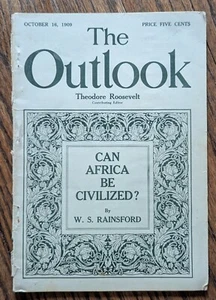 OCTOBER 16, 1909 PRICE FIVE CENTS
The
Outlook
Theodore Roosevelt
Contributing Editor
CAN
AFRICA
BE
CIVILIZED?
By
W. S. RAINSFORD